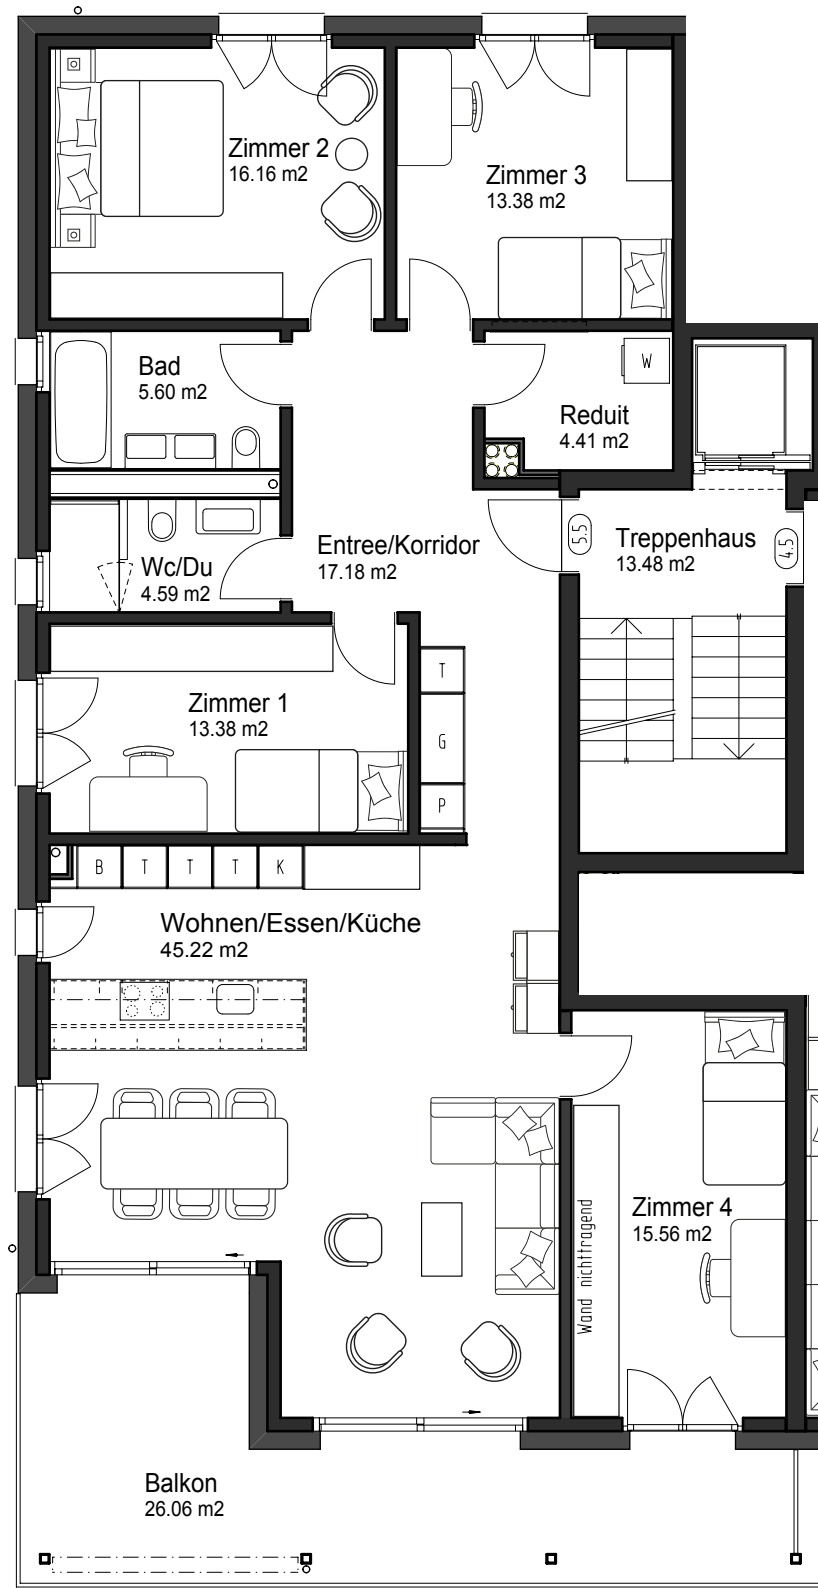 Zimmer 2
16.16 m2
Zimmer 3
13.38 m2
Bad
5.60 m2
W
Reduit
4.41 m2
Entree/Korridor
17.18 m2
5.5
Treppenhaus
13.48 m2
4.5
Wc/Du
4.59 m2
T
G
P
Zimmer 1
13.38 m2
B
T
T
T
K
Wohnen/Essen/Küche
45.22 m2
Wand nichttragend
Zimmer 4
15.56 m2
Balkon
26.06 m2